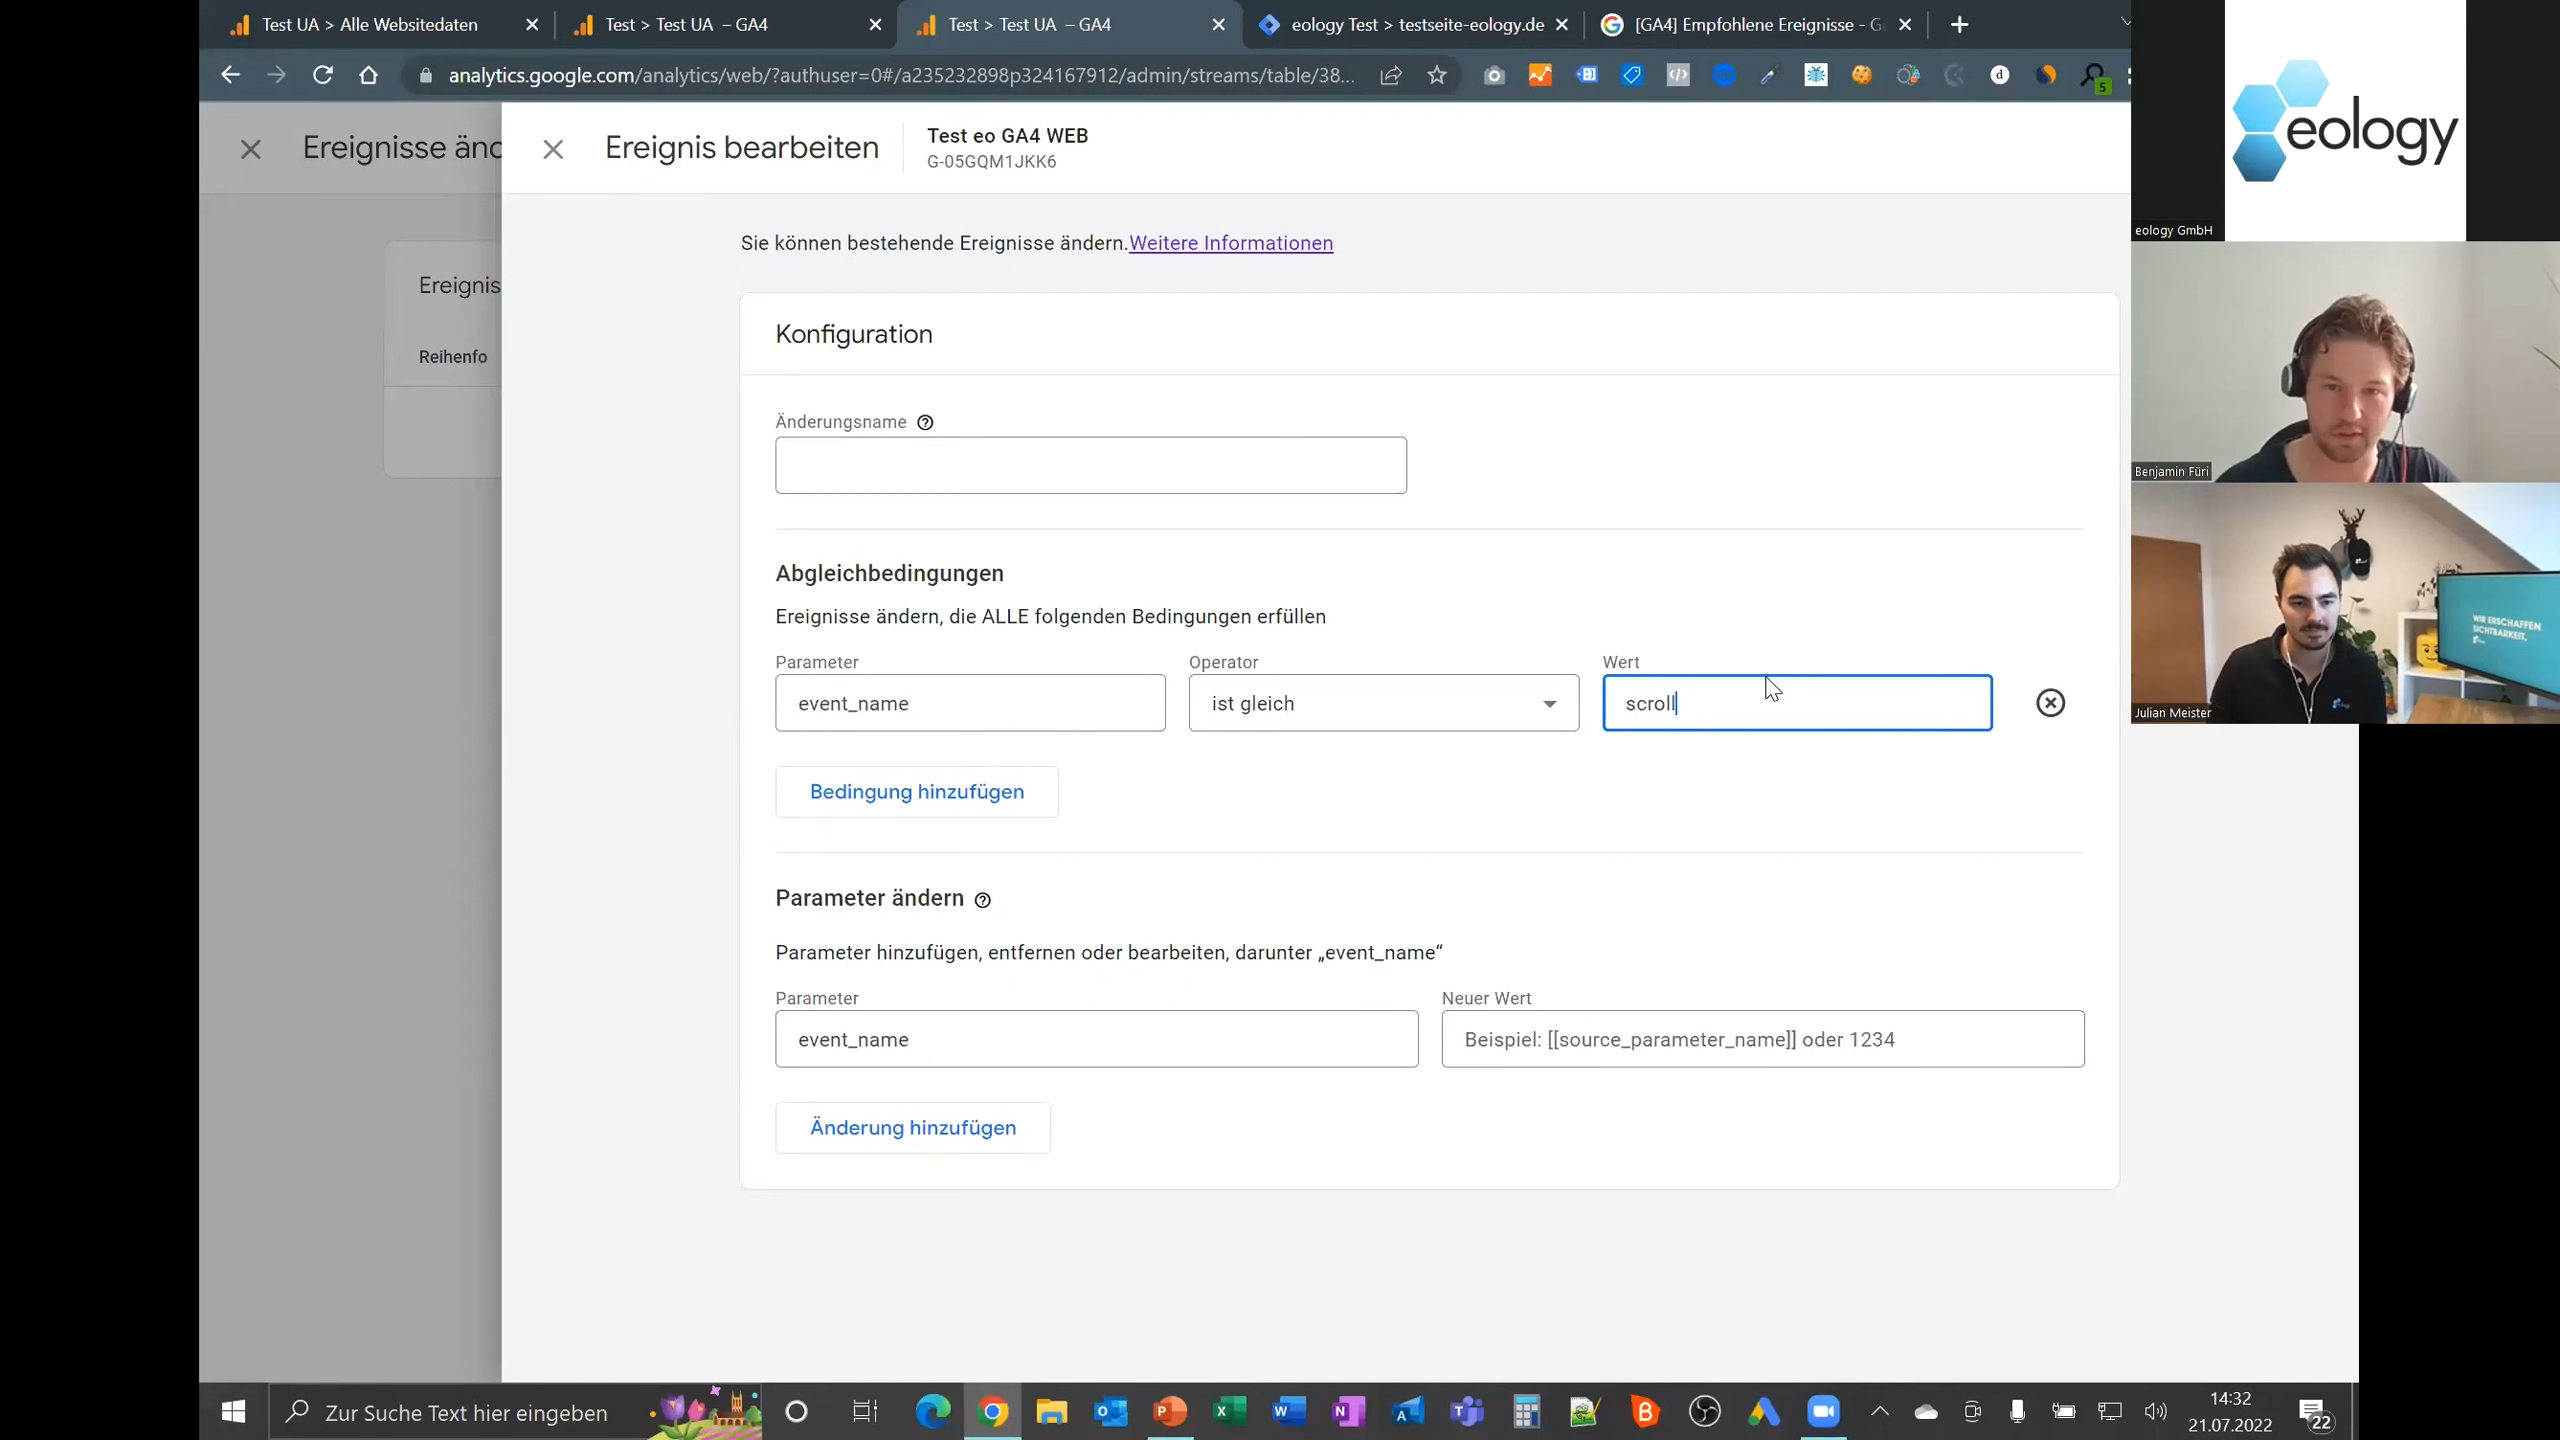 Test UA > Alle Websitedaten
Test > Test UA – GA4
Test > Test UA – GA4
eology Test > testseite-eology.de
[GA4] Empfohlene Ereignisse - G
analytics.google.com/analytics/web/?authuser=0#/a235232898p324167912/admin/streams/table/38...
5
Ereignisse änd
Ereignis
Reihenfo
Ereignis bearbeiten
Test eo GA4 WEB
G-05GQM1JKK6
Sie können bestehende Ereignisse ändern.Weitere Informationen
Konfiguration
Änderungsname
Abgleichbedingungen
Ereignisse ändern, die ALLE folgenden Bedingungen erfüllen
Parameter
Operator
Wert
event_name
ist gleich
scroll
Bedingung hinzufügen
Parameter ändern
Parameter hinzufügen, entfernen oder bearbeiten, darunter „event_name“
Parameter
Neuer Wert
event_name
Beispiel: [[source_parameter_name]] oder 1234
Änderung hinzufügen
eology
eology GmbH
Benjamin Füri
WIR ERSCHAFFEN
SICHTBARKEIT.
Julian Meister
Zur Suche Text hier eingeben
14:32
21.07.2022
22